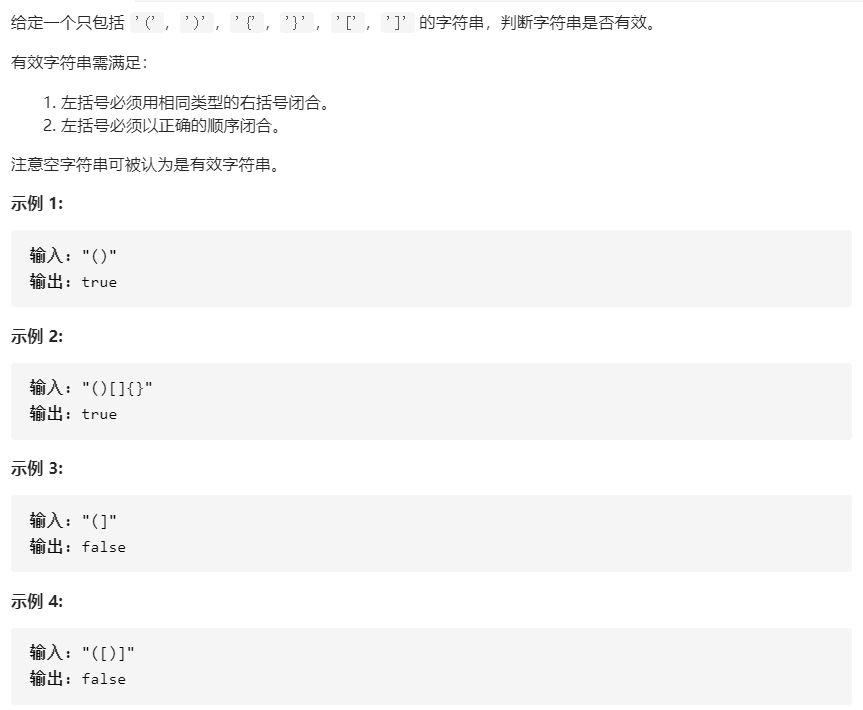 给定一个只包括 '('，')'，'{'，'}'，'['，']' 的字符串，判断字符串是否有效。
有效字符串需满足：
1. 左括号必须用相同类型的右括号闭合。
2. 左括号必须以正确的顺序闭合。
注意空字符串可被认为是有效字符串。
示例 1:
输入: "()"
输出: true
示例 2:
输入: "()[]{}"
输出: true
示例 3:
输入: "(]"
输出: false
示例 4:
输入: "([)]"
输出: false